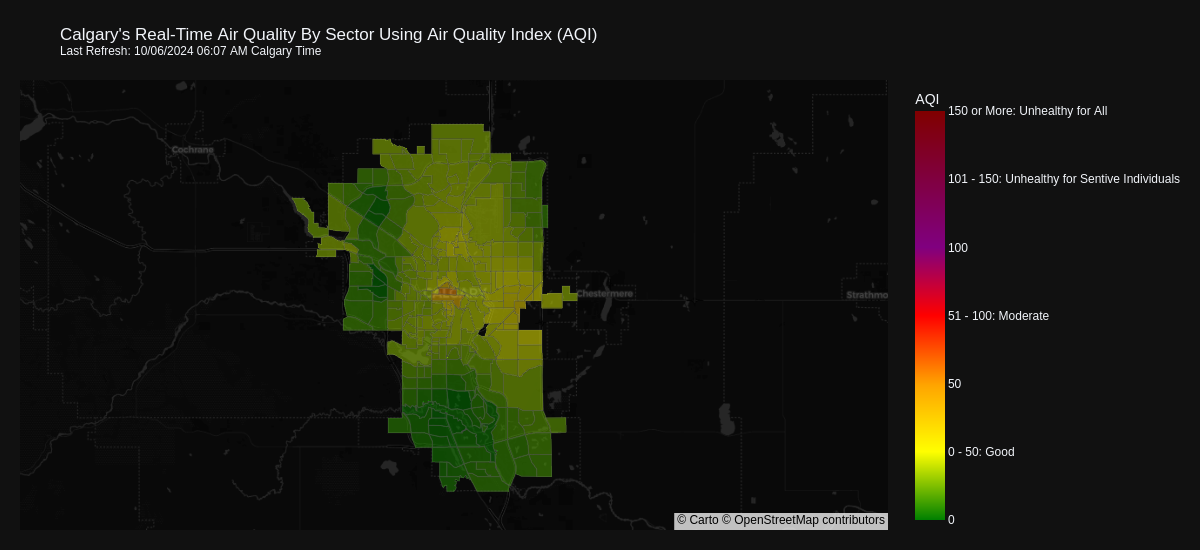 Calgary's Real-Time Air Quality By Sector Using Air Quality Index (AQI)
Last Refresh: 10/06/2024 06:07 AM Calgary Time
AQI
150 or More: Unhealthy for All
101 - 150: Unhealthy for Sentive Individuals
100
51 - 100: Moderate
50
0 - 50: Good
0
Cochrane
Chestermere
Strathmo
© Carto © OpenStreetMap contributors